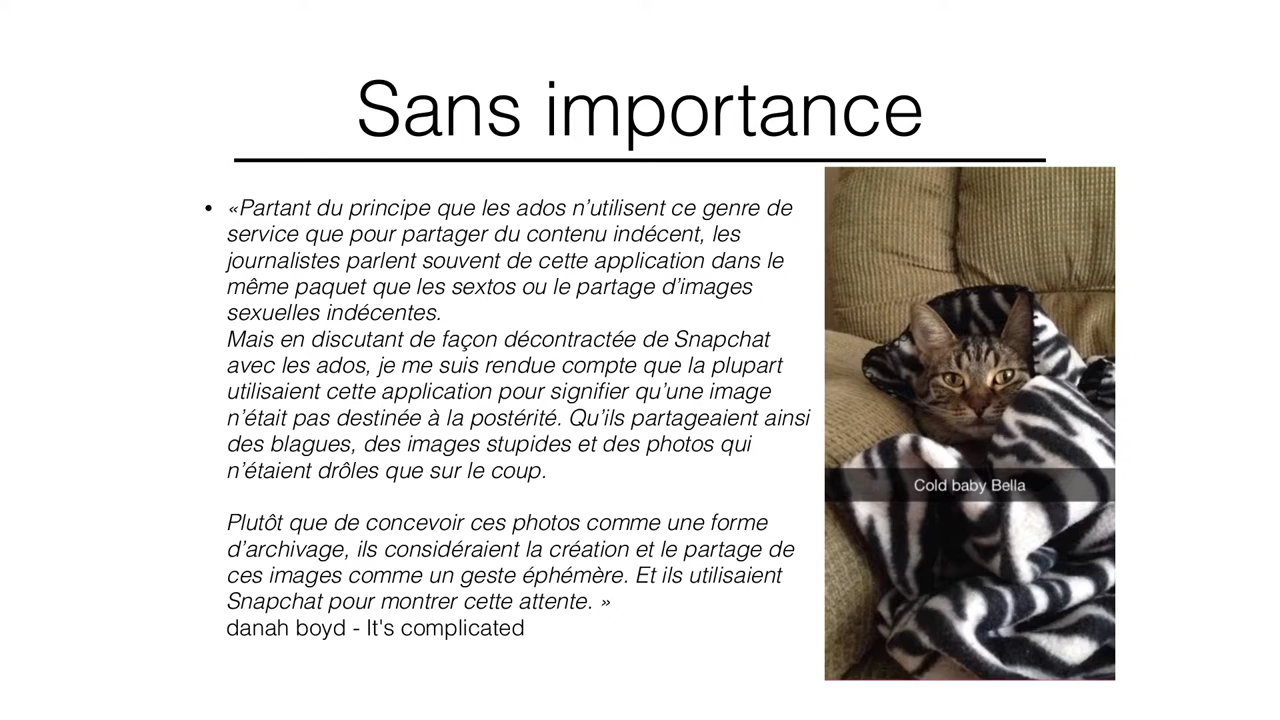 Sans importance
• «Partant du principe que les ados n’utilisent ce genre de
service que pour partager du contenu indécent, les
journalistes parlent souvent de cette application dans le
même paquet que les sextos ou le partage d’images
sexuelles indécentes.
Mais en discutant de façon décontractée de Snapchat
avec les ados, je me suis rendue compte que la plupart
utilisaient cette application pour signifier qu’une image
n’était pas destinée à la postérité. Qu’ils partageaient ainsi
des blagues, des images stupides et des photos qui
n’étaient drôles que sur le coup.
Plutôt que de concevoir ces photos comme une forme
d’archivage, ils considéraient la création et le partage de
ces images comme un geste éphémère. Et ils utilisaient
Snapchat pour montrer cette attente. »
danah boyd - It's complicated
Cold baby Bella